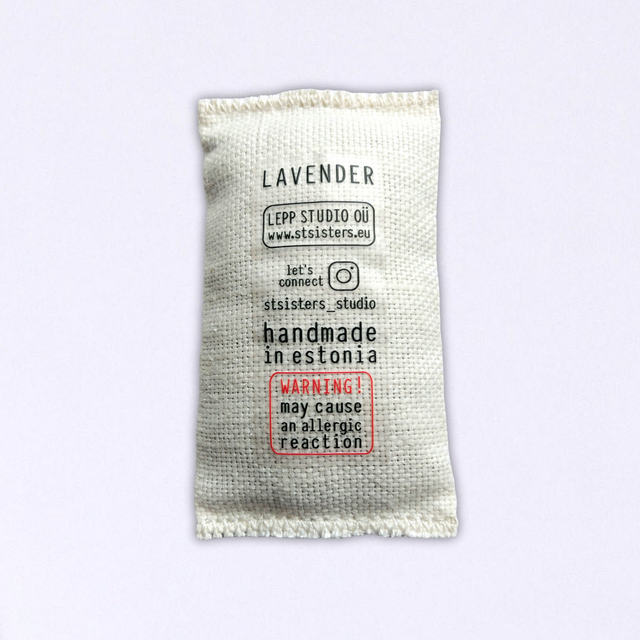 LAVENDER
LEPP STUDIO OÜ
www.stsisters.eu
let's
connect
stsisters_studio
handmade
in estonia
WARNING!
may cause
an allergic
reaction